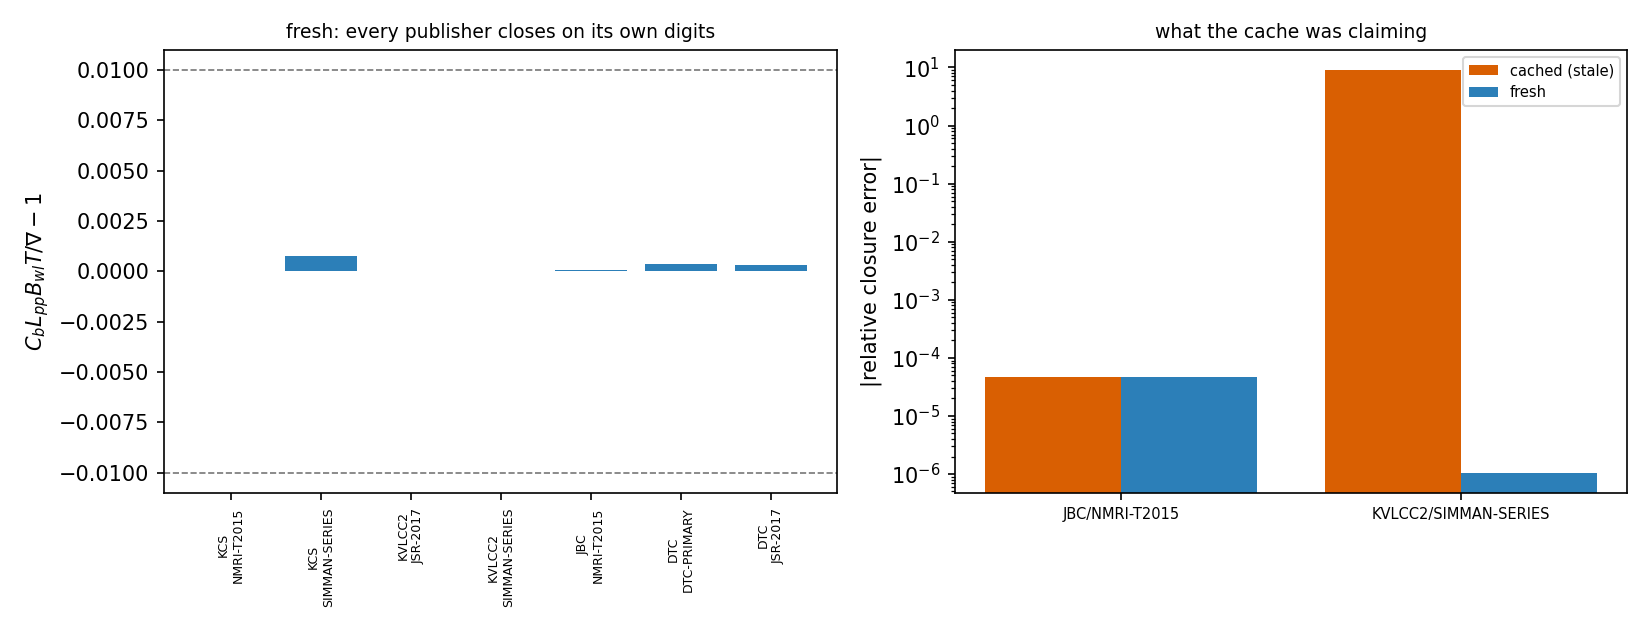 fresh: every publisher closes on its own digits
0.0100
0.0075
0.0050
0.0025
0.0000
−0.0025
−0.0050
−0.0075
−0.0100
C_b L_pp B_wl T/∇ − 1
KCS
NMRI-T2015
KCS
SIMMAN-SERIES
KVLCC2
JSR-2017
KVLCC2
SIMMAN-SERIES
JBC
NMRI-T2015
DTC
DTC-PRIMARY
DTC
JSR-2017
what the cache was claiming
10¹
10⁰
10⁻¹
10⁻²
10⁻³
10⁻⁴
10⁻⁵
10⁻⁶
|relative closure error|
cached (stale)
fresh
JBC/NMRI-T2015
KVLCC2/SIMMAN-SERIES